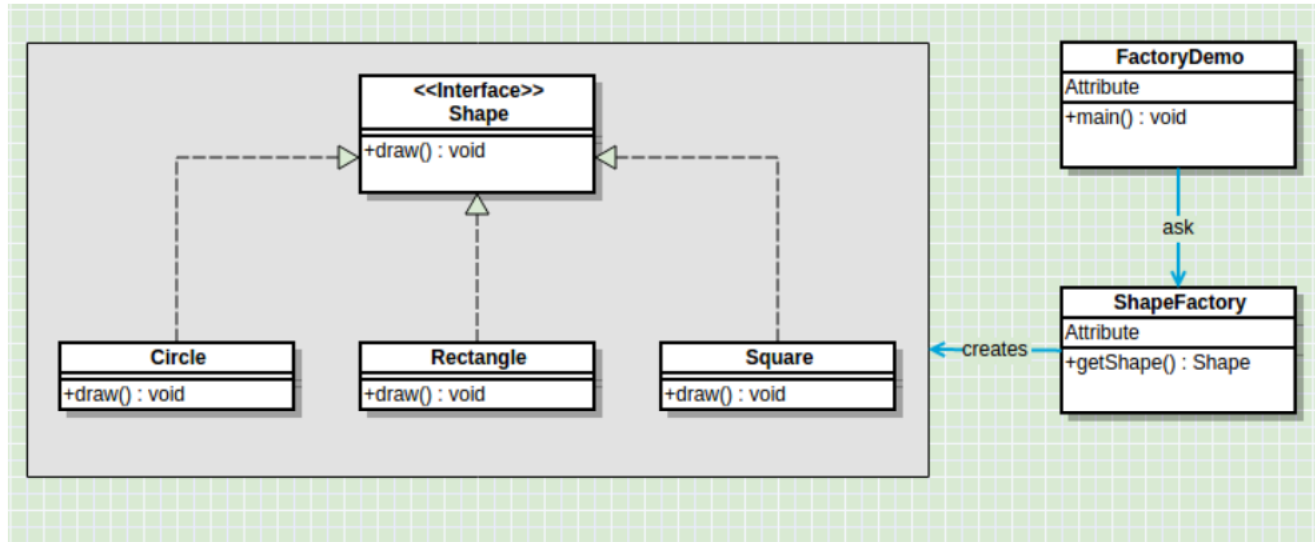 <<Interface>>
Shape
+draw() : void
Circle
+draw() : void
Rectangle
+draw() : void
Square
+draw() : void
FactoryDemo
Attribute
+main() : void
ask
ShapeFactory
Attribute
+getShape() : Shape
creates